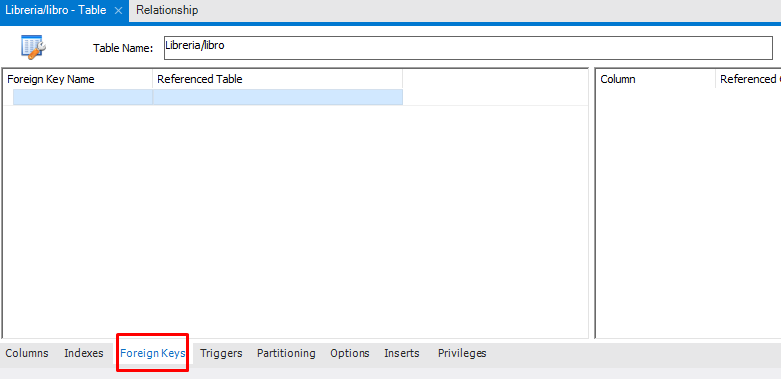 Libreria/libro - Table × Relationship
Table Name: Libreria/libro
Foreign Key Name Referenced Table Column Referenced
Columns Indexes Foreign Keys Triggers Partitioning Options Inserts Privileges